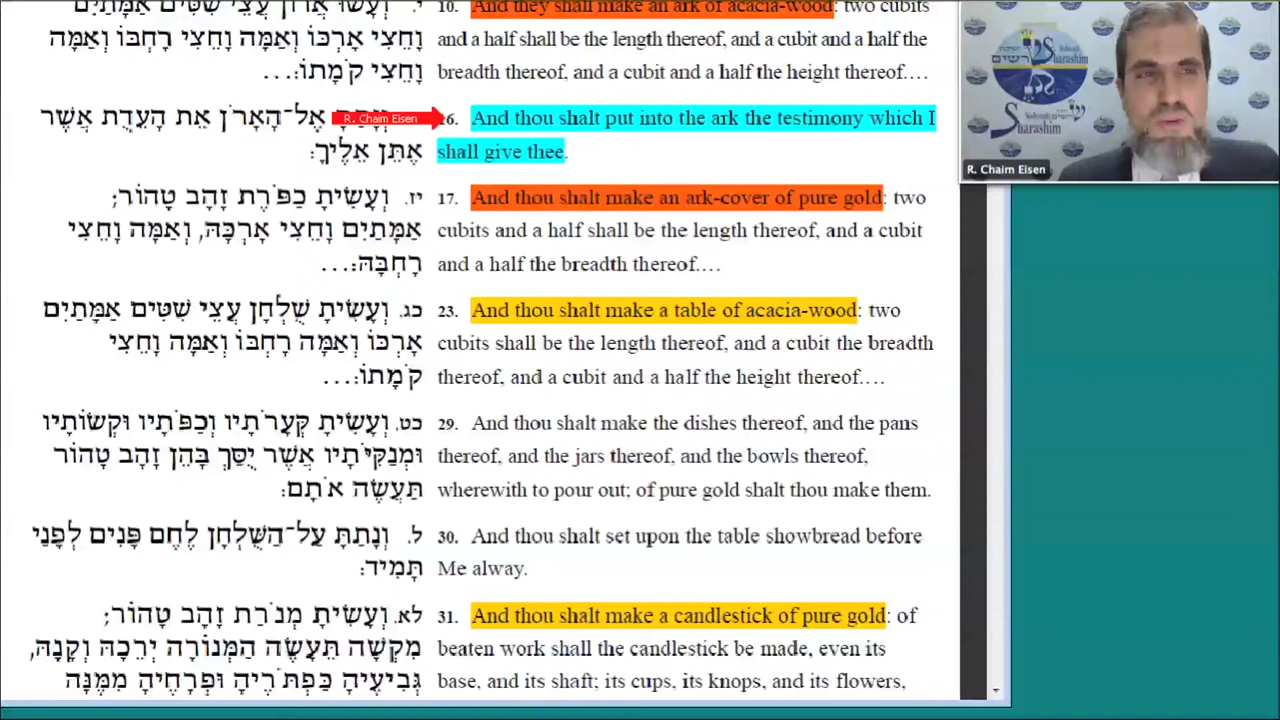 י. וְעָשׂוּ אֲרוֹן עֲצֵי שִׁטִּים אַמָּתַיִם
וָחֵצִי אָרְכּוֹ וְאַמָּה וָחֵצִי רָחְבּוֹ וְאַמָּה
וָחֵצִי קֹמָתוֹ:...
אֶל־הָאָרֹן אֵת הָעֵדֻת אֲשֶׁר
אֶתֵּן אֵלֶיךָ:
יז. וְעָשִׂיתָ כַפֹּרֶת זָהָב טָהוֹר;
אַמָּתַיִם וָחֵצִי אָרְכָּהּ, וְאַמָּה וָחֵצִי
רָחְבָּהּ:...
כג. וְעָשִׂיתָ שֻׁלְחָן עֲצֵי שִׁטִּים אַמָּתַיִם
אָרְכּוֹ וְאַמָּה רָחְבּוֹ וְאַמָּה וָחֵצִי
קֹמָתוֹ:...
כט. וְעָשִׂיתָ קְּעָרֹתָיו וְכַפֹּתָיו וּקְשׂוֹתָיו
וּמְנַקִּיֹּתָיו אֲשֶׁר יֻסַּךְ בָּהֵן זָהָב טָהוֹר
תַּעֲשֶׂה אֹתָם:
ל. וְנָתַתָּ עַל־הַשֻּׁלְחָן לֶחֶם פָּנִים לְפָנַי
תָּמִיד:
לא. וְעָשִׂיתָ מְנֹרַת זָהָב טָהוֹר;
מִקְשָׁה תֵּעָשֶׂה הַמְּנוֹרָה יְרֵכָהּ וְקָנָהּ,
גְּבִיעֶיהָ כַּפְתֹּרֶיהָ וּפְרָחֶיהָ מִמֶּנָּה
10. And they shall make an ark of acacia-wood: two cubits
and a half shall be the length thereof, and a cubit and a half the
breadth thereof, and a cubit and a half the height thereof....
R. Chaim Eisen
16. And thou shalt put into the ark the testimony which I
shall give thee.
17. And thou shalt make an ark-cover of pure gold: two
cubits and a half shall be the length thereof, and a cubit
and a half the breadth thereof....
23. And thou shalt make a table of acacia-wood: two
cubits shall be the length thereof, and a cubit the breadth
thereof, and a cubit and a half the height thereof....
29. And thou shalt make the dishes thereof, and the pans
thereof, and the jars thereof, and the bowls thereof,
wherewith to pour out; of pure gold shalt thou make them.
30. And thou shalt set upon the table showbread before
Me alway.
31. And thou shalt make a candlestick of pure gold: of
beaten work shall the candlestick be made, even its
base, and its shaft; its cups, its knops, and its flowers,
Sharashim
R. Chaim Eisen